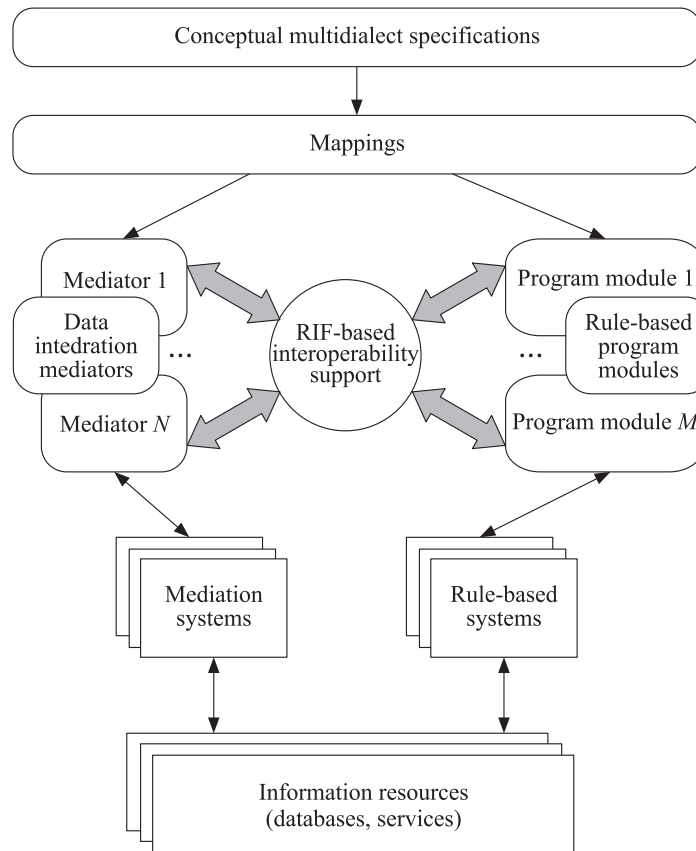 Conceptual multidialect specifications
Mappings
Mediator 1
Data
intedration
mediators
...
Mediator N
RIF-based
interoperability
support
Program module 1
...
Rule-based
program
modules
Program module M
Mediation
systems
Rule-based
systems
Information resources
(databases, services)